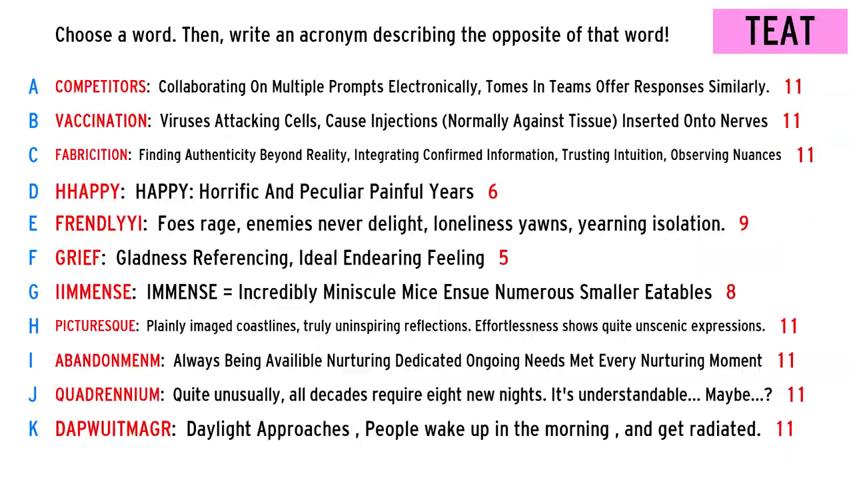 Choose a word. Then, write an acronym describing the opposite of that word!
TEAT
A COMPETITORS: Collaborating On Multiple Prompts Electronically, Tomes In Teams Offer Responses Similarly. 11
B VACCINATION: Viruses Attacking Cells, Cause Injections (Normally Against Tissue) Inserted Onto Nerves 11
C FABRICITION: Finding Authenticity Beyond Reality, Integrating Confirmed Information, Trusting Intuition, Observing Nuances 11
D HHAPPY: HAPPY: Horrific And Peculiar Painful Years 6
E FRENDLYYI: Foes rage, enemies never delight, loneliness yawns, yearning isolation. 9
F GRIEF: Gladness Referencing, Ideal Endearing Feeling 5
G IIMMENSE: IMMENSE = Incredibly Miniscule Mice Ensue Numerous Smaller Eatables 8
H PICTURESQUE: Plainly imaged coastlines, truly uninspiring reflections. Effortlessness shows quite unscenic expressions. 11
I ABANDONMENM: Always Being Availible Nurturing Dedicated Ongoing Needs Met Every Nurturing Moment 11
J QUADRENNIUM: Quite unusually, all decades require eight new nights. It's understandable... Maybe...? 11
K DAPWUITMAGR: Daylight Approaches , People wake up in the morning , and get radiated. 11